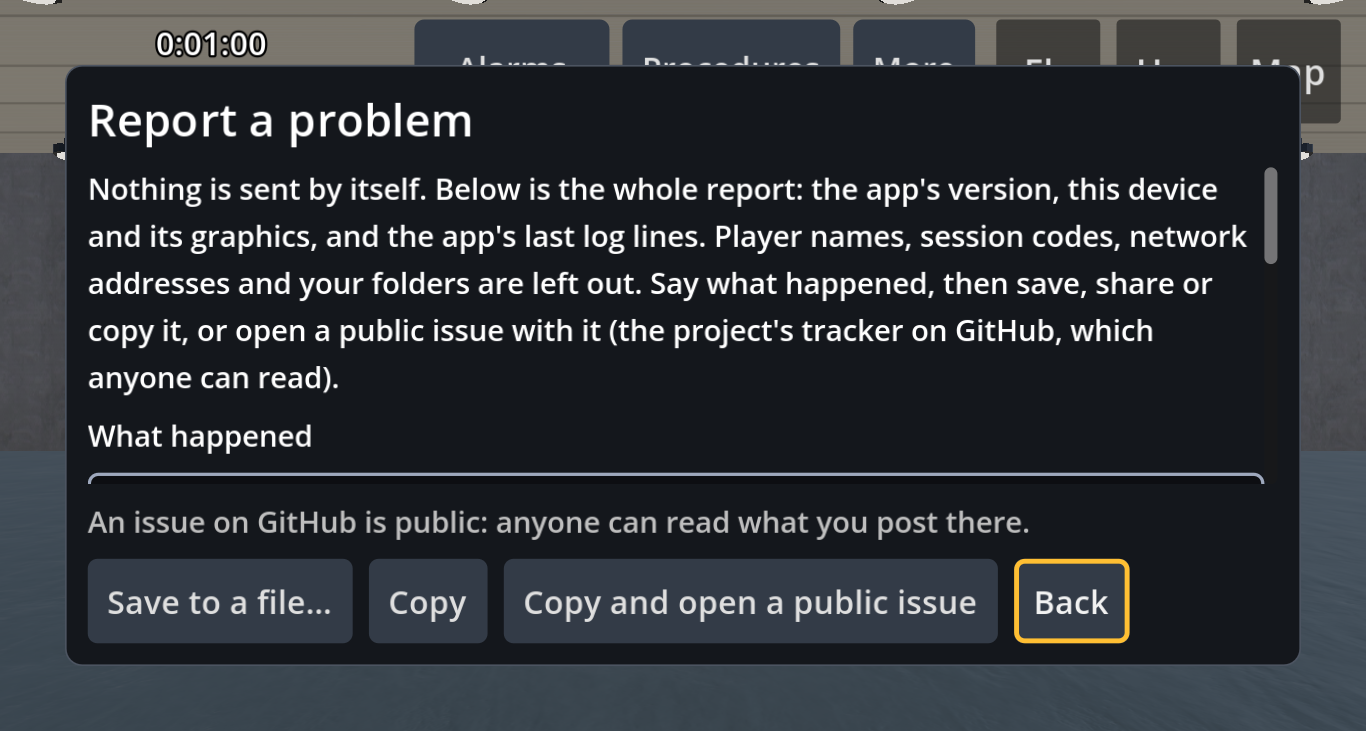 0:01:00
Alarms Procedures More Map
Report a problem
Nothing is sent by itself. Below is the whole report: the app's version, this device
and its graphics, and the app's last log lines. Player names, session codes, network
addresses and your folders are left out. Say what happened, then save, share or
copy it, or open a public issue with it (the project's tracker on GitHub, which
anyone can read).
What happened
An issue on GitHub is public: anyone can read what you post there.
Save to a file...
Copy
Copy and open a public issue
Back